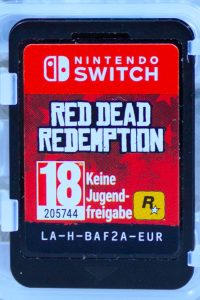 NINTENDO
SWITCH
RED DEAD
REDEMPTION
18
205744
Keine
Jugend-
freigabe
R
LA-H-BAF2A-EUR